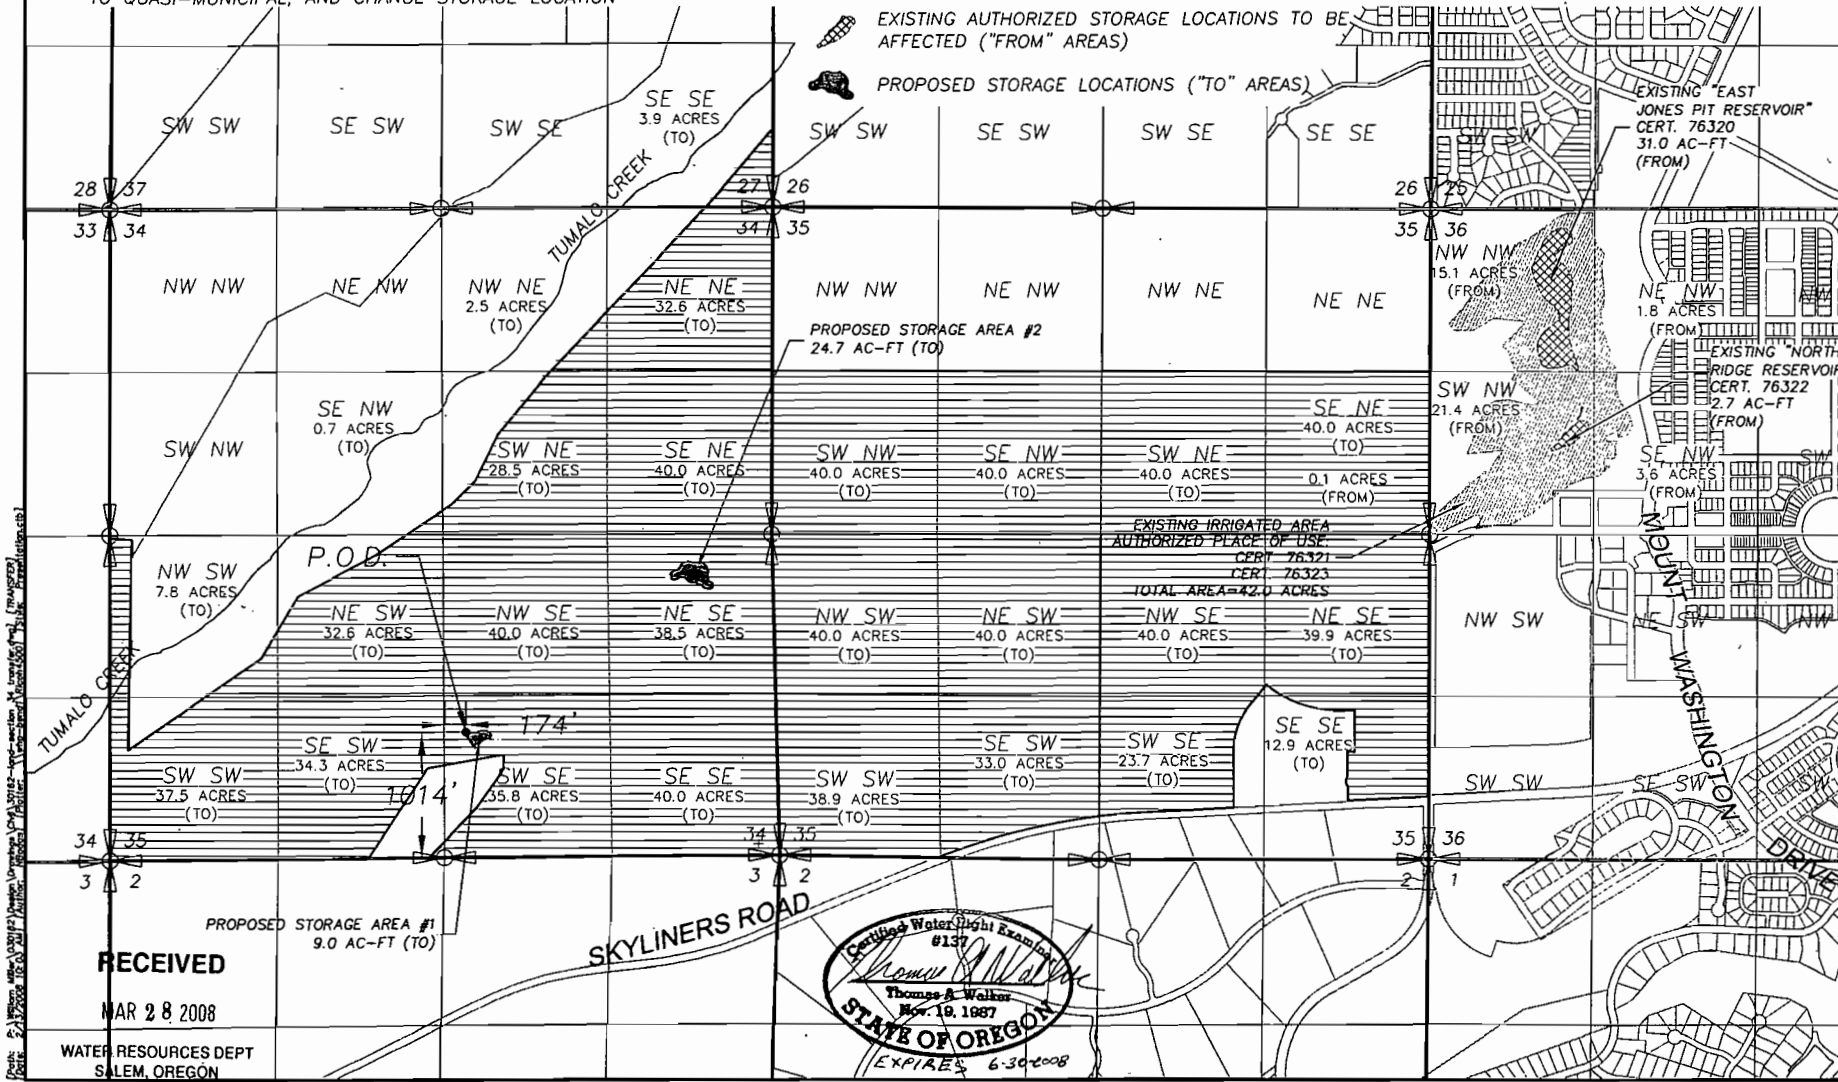 TO QUASI-MUNICIPAL, AND CHANGE STORAGE LOCATION
EXISTING AUTHORIZED STORAGE LOCATIONS TO BE
AFFECTED ("FROM" AREAS)
PROPOSED STORAGE LOCATIONS ("TO" AREAS)
EXISTING "EAST
JONES PIT RESERVOIR"
CERT. 76320
31.0 AC-FT
(FROM)
SW SW
SE SW
SW SE
SE SE
3.9 ACRES
(TO)
SW SW
SE SW
SW SE
SE SE
SW SW
TUMALO CREEK
28 37
33 34
27 26
34 35
26 25
35 36
NW NW
NE NW
NW NE
2.5 ACRES
(TO)
NE NE
32.6 ACRES
(TO)
NW NW
NE NW
NW NE
NE NE
NW NW
15.1 ACRES
(FROM)
NE NW
1.8 ACRES
(FROM)
NW
PROPOSED STORAGE AREA #2
24.7 AC-FT (TO)
EXISTING "NORTH
RIDGE RESERVOIR
CERT. 76322
2.7 AC-FT
(FROM)
SW NW
SE NW
0.7 ACRES
(TO)
SW NE
28.5 ACRES
(TO)
SE NE
40.0 ACRES
(TO)
SW NW
40.0 ACRES
(TO)
SE NW
40.0 ACRES
(TO)
SW NE
40.0 ACRES
(TO)
SE NE
40.0 ACRES
(TO)
0.1 ACRES
(FROM)
SW NW
21.4 ACRES
(FROM)
SE NW
3.6 ACRES
(FROM)
SW
EXISTING IRRIGATED AREA
AUTHORIZED PLACE OF USE:
CERT 76321
CERT. 76323
TOTAL AREA=42.0 ACRES
P.O.D.
NW SW
7.8 ACRES
(TO)
NE SW
32.6 ACRES
(TO)
NW SE
40.0 ACRES
(TO)
NE SE
38.5 ACRES
(TO)
NW SW
40.0 ACRES
(TO)
NE SW
40.0 ACRES
(TO)
NW SE
40.0 ACRES
(TO)
NE SE
39.9 ACRES
(TO)
NW SW
NE SW
NW
MOUNT WASHINGTON DRIVE
TUMALO CREEK
174'
1014'
SW SW
37.5 ACRES
(TO)
SE SW
34.3 ACRES
(TO)
SW SE
35.8 ACRES
(TO)
SE SE
40.0 ACRES
(TO)
SW SW
38.9 ACRES
(TO)
SE SW
33.0 ACRES
(TO)
SW SE
23.7 ACRES
(TO)
SE SE
12.9 ACRES
(TO)
SW SW
SE SW
SW
34 35
3 2
34 35
3 2
35 36
2 1
PROPOSED STORAGE AREA #1
9.0 AC-FT (TO)
SKYLINERS ROAD
RECEIVED
MAR 28 2008
WATER RESOURCES DEPT
SALEM, OREGON
Certified Water Right Examiner
#137
Thomas A. Walker
Nov. 19, 1987
STATE OF OREGON
EXPIRES 6-30-2008